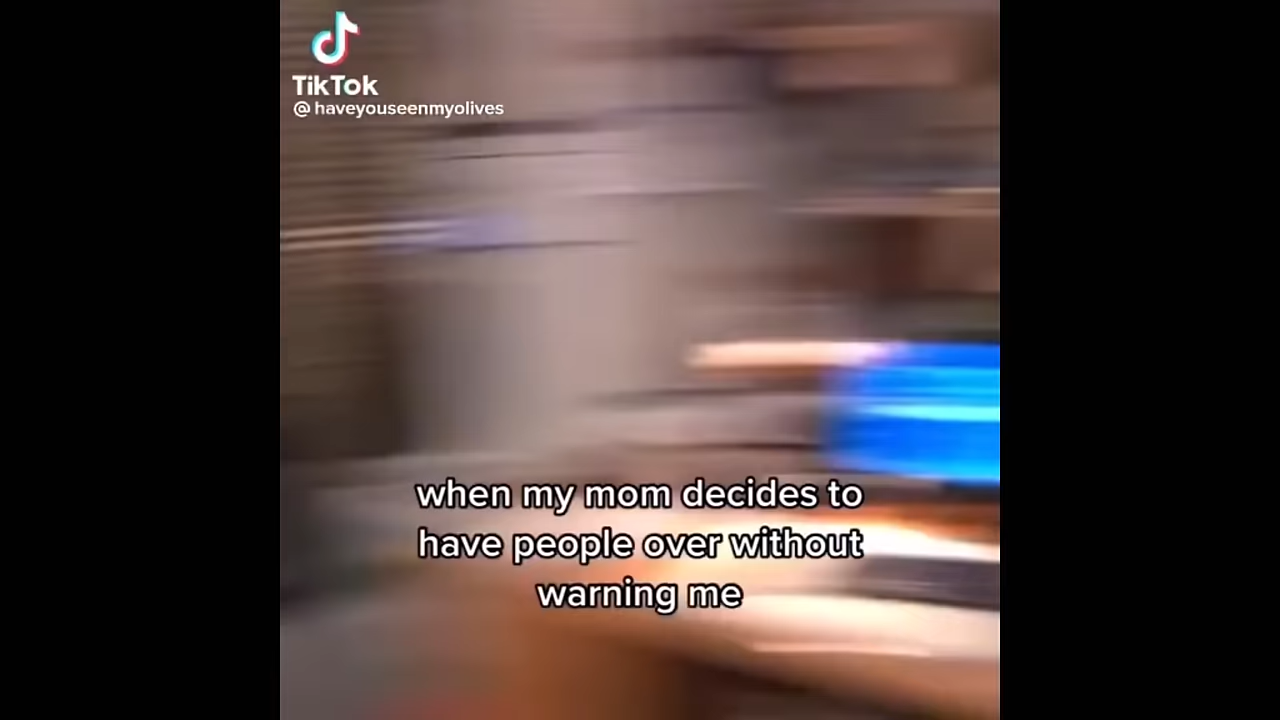 TikTok
@haveyouseenmyolives
when my mom decides to
have people over without
warning me